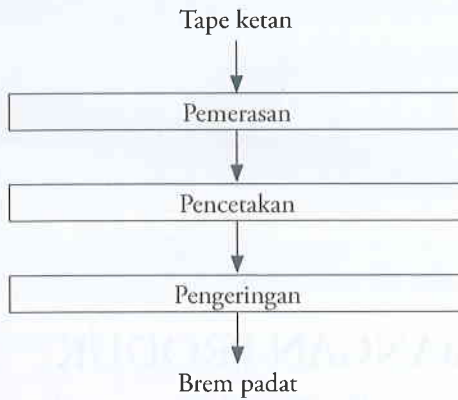 Tape ketan
Pemerasan
Pencetakan
Pengeringan
Brem padat